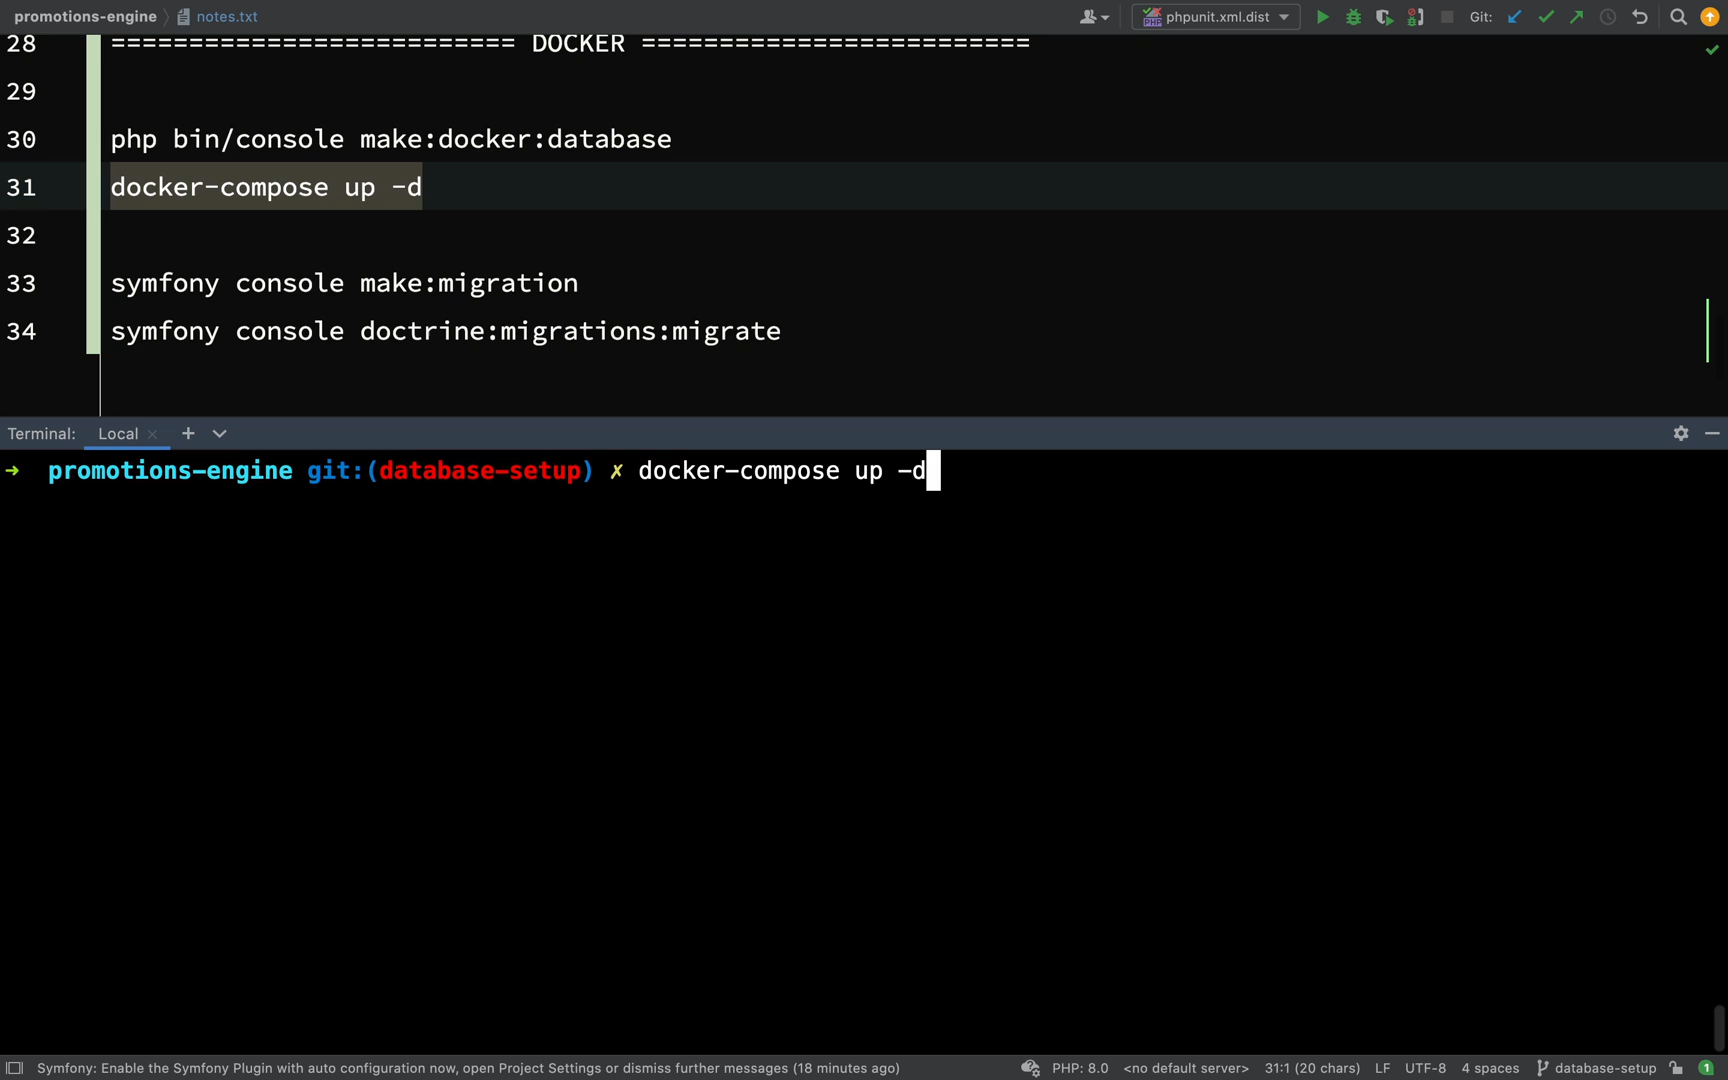 promotions-engine notes.txt phpunit.xml.dist Git:
28 ========================== DOCKER =========================
29
30 php bin/console make:docker:database
31 docker-compose up -d
32
33 symfony console make:migration
34 symfony console doctrine:migrations:migrate
Terminal: Local
→ promotions-engine git:(database-setup) ✗ docker-compose up -d
Symfony: Enable the Symfony Plugin with auto configuration now, open Project Settings or dismiss further messages (18 minutes ago) PHP: 8.0 <no default server> 31:1 (20 chars) LF UTF-8 4 spaces database-setup 1